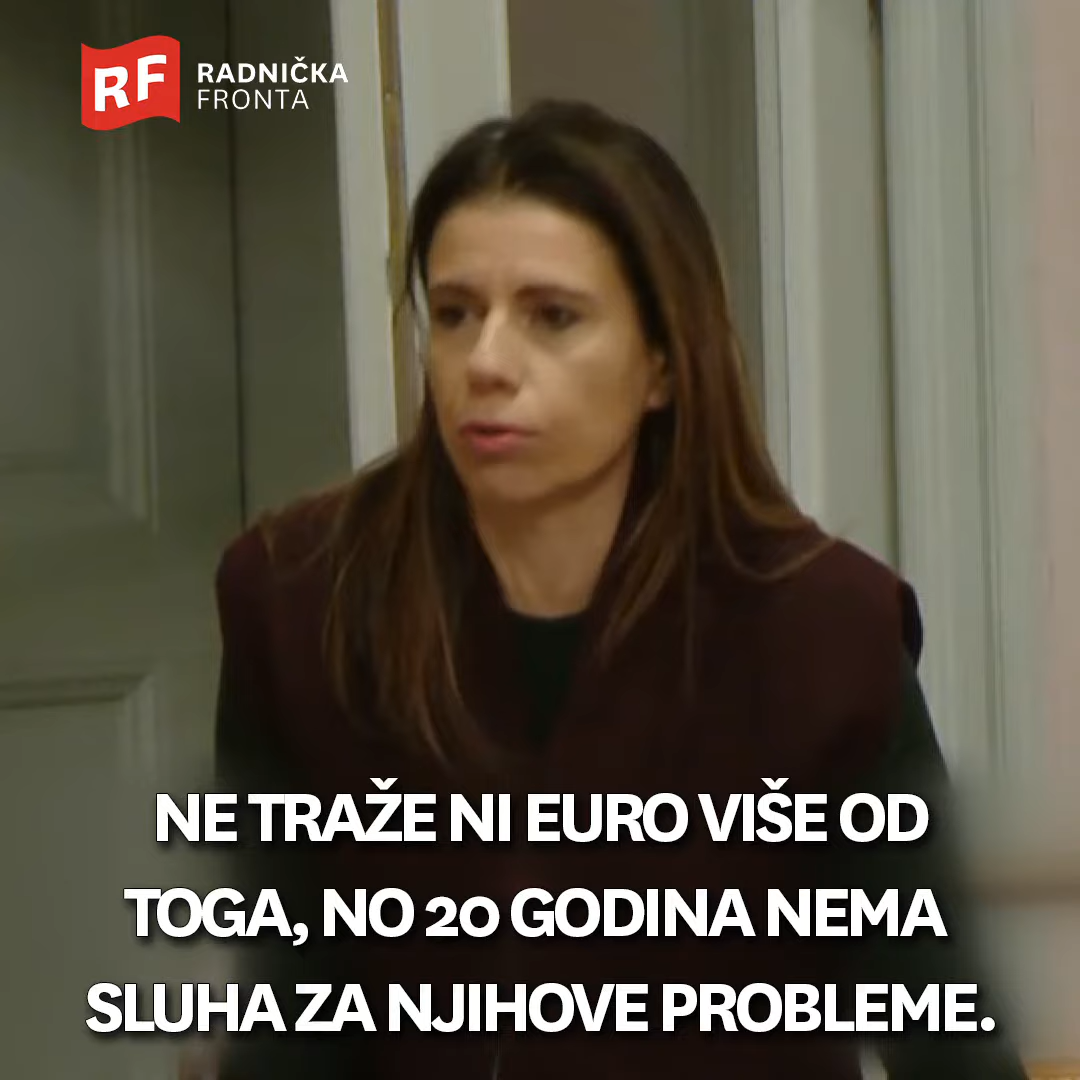 RF RADNIČKA
FRONTA
NE TRAŽE NI EURO VIŠE OD
TOGA, NO 20 GODINA NEMA
SLUHA ZA NJIHOVE PROBLEME.